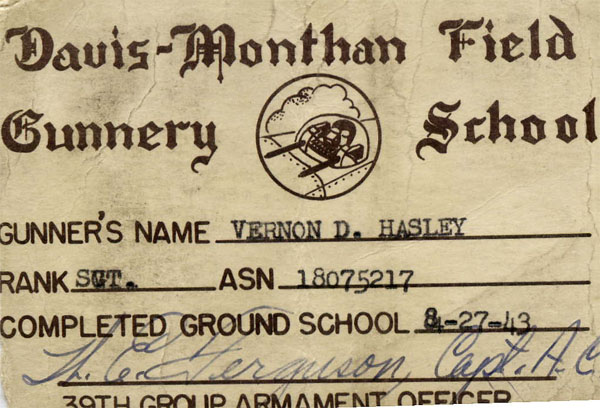 Davis-Monthan Field
Gunnery School
GUNNER'S NAME VERNON D. HASLEY
RANK SGT. ASN 18075217
COMPLETED GROUND SCHOOL 8-27-43
H. E. Ferguson, Capt. A.C.
39TH GROUP ARMAMENT OFFICER